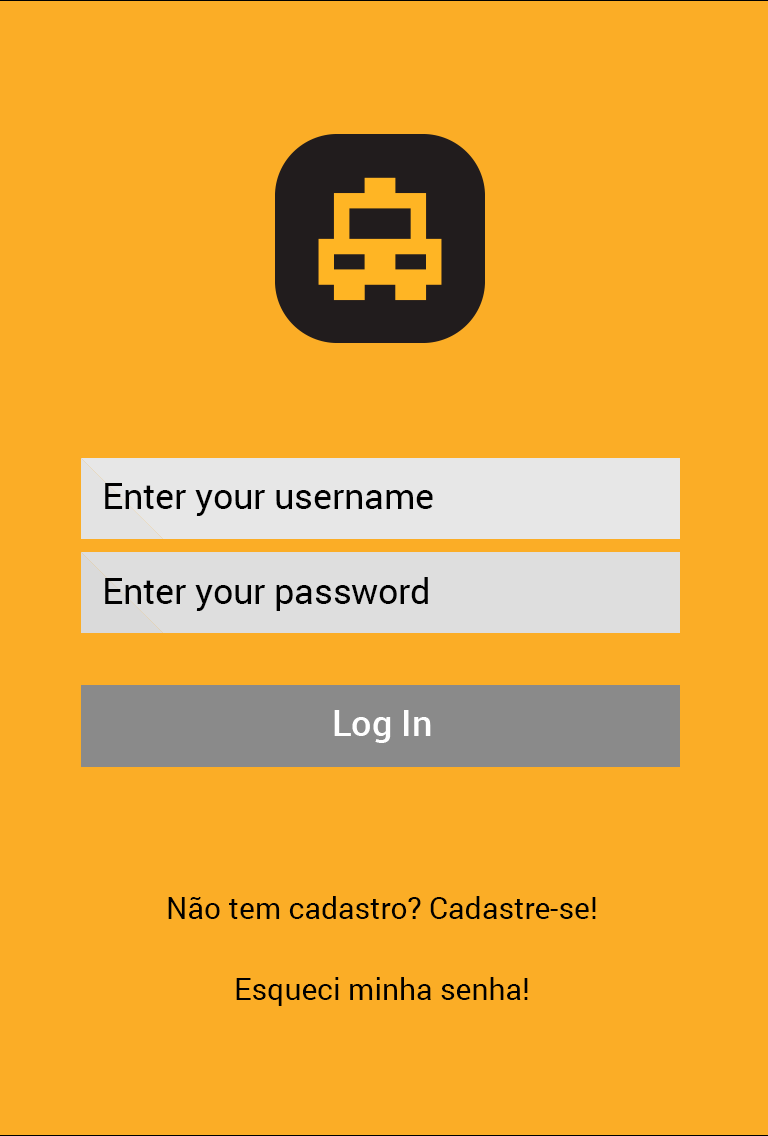 Enter your username
Enter your password
Log In
Não tem cadastro? Cadastre-se!
Esqueci minha senha!